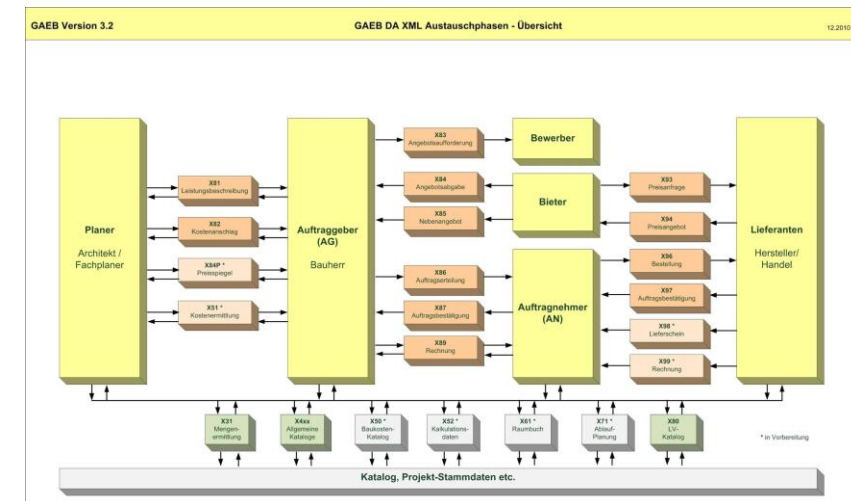 GAEB Version 3.2
GAEB DA XML Austauschphasen - Übersicht
12.2010
Planer
Architekt /
Fachplaner
X81
Leistungsbeschreibung
X82
Kostenanschlag
X84P *
Preisspiegel
X51 *
Kostenermittlung
Auftraggeber
(AG)
Bauherr
X83
Angebotsaufforderung
X84
Angebotsabgabe
X85
Nebenangebot
X86
Auftragserteilung
X87
Auftragsbestätigung
X89
Rechnung
Bewerber
Bieter
Auftragnehmer
(AN)
X93
Preisanfrage
X94
Preisangebot
X96
Bestellung
X97
Auftragsbestätigung
X98 *
Lieferschein
X99 *
Rechnung
Lieferanten
Hersteller/
Handel
X31
Mengen-
ermittlung
X4xx
Allgemeine
Kataloge
X50 *
Baukosten-
Katalog
X52 *
Kalkulations-
daten
X61 *
Raumbuch
X71 *
Ablauf-
Planung
X80
LV-
Katalog
* in Vorbereitung
Katalog, Projekt-Stammdaten etc.